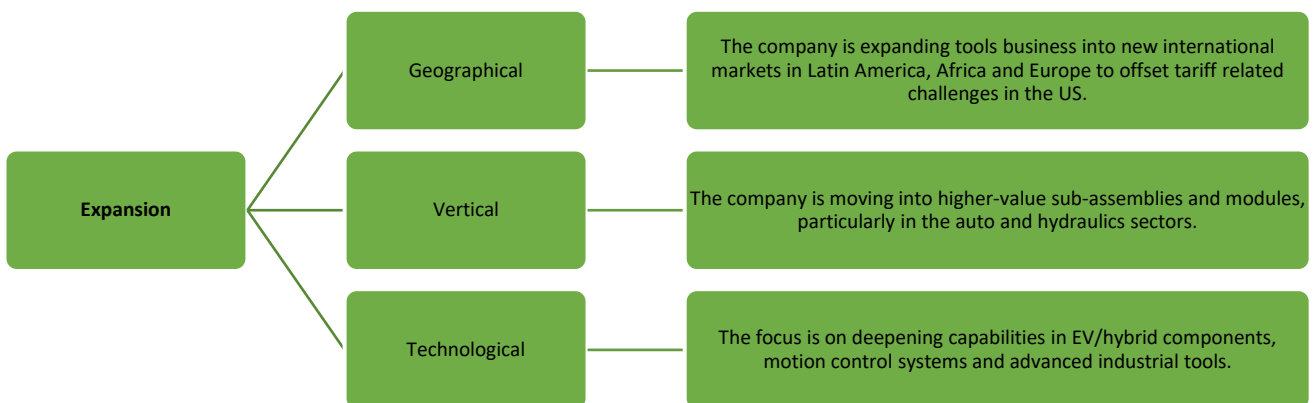 Geographical
The company is expanding tools business into new international
markets in Latin America, Africa and Europe to offset tariff related
challenges in the US.
Expansion
Vertical
The company is moving into higher-value sub-assemblies and modules,
particularly in the auto and hydraulics sectors.
Technological
The focus is on deepening capabilities in EV/hybrid components,
motion control systems and advanced industrial tools.